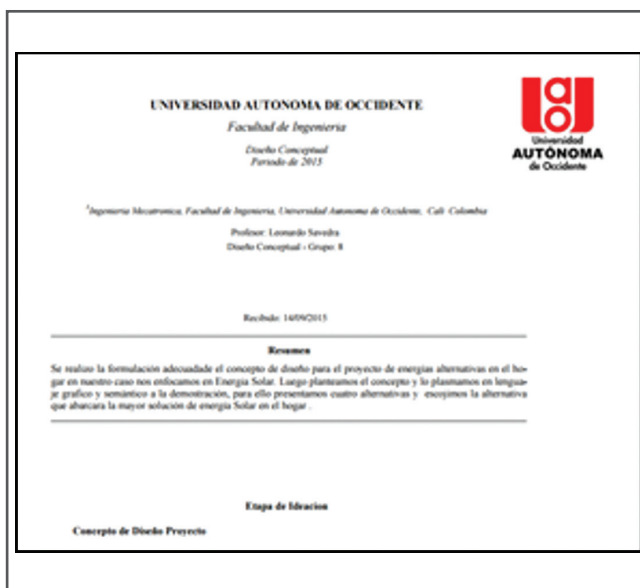 UNIVERSIDAD AUTONOMA DE OCCIDENTE
Facultad de Ingenieria
Diseño Conceptual
Periodo de 2015
Universidad
AUTÓNOMA
de Occidente
1Ingenieria Mecatronica, Facultad de Ingenieria, Universidad Autonoma de Occidente, Cali Colombia
Profesor: Leonardo Savedra
Diseño Conceptual - Grupo: 8
Recibido: 14/09/2015
Resumen
Se realizo la formulación adecuadade el concepto de diseño para el proyecto de energias alternativas en el ho-
gar en nuestro caso nos enfocamos en Energia Solar. Luego planteamos el concepto y lo plasmamos en lengua-
je grafico y semántico a la demostración, para ello presentamos cuatro alternativas y escojimos la alternativa
que abarcara la mayor solución de energia Solar en el hogar .
Etapa de Ideacion
Concepto de Diseño Proyecto